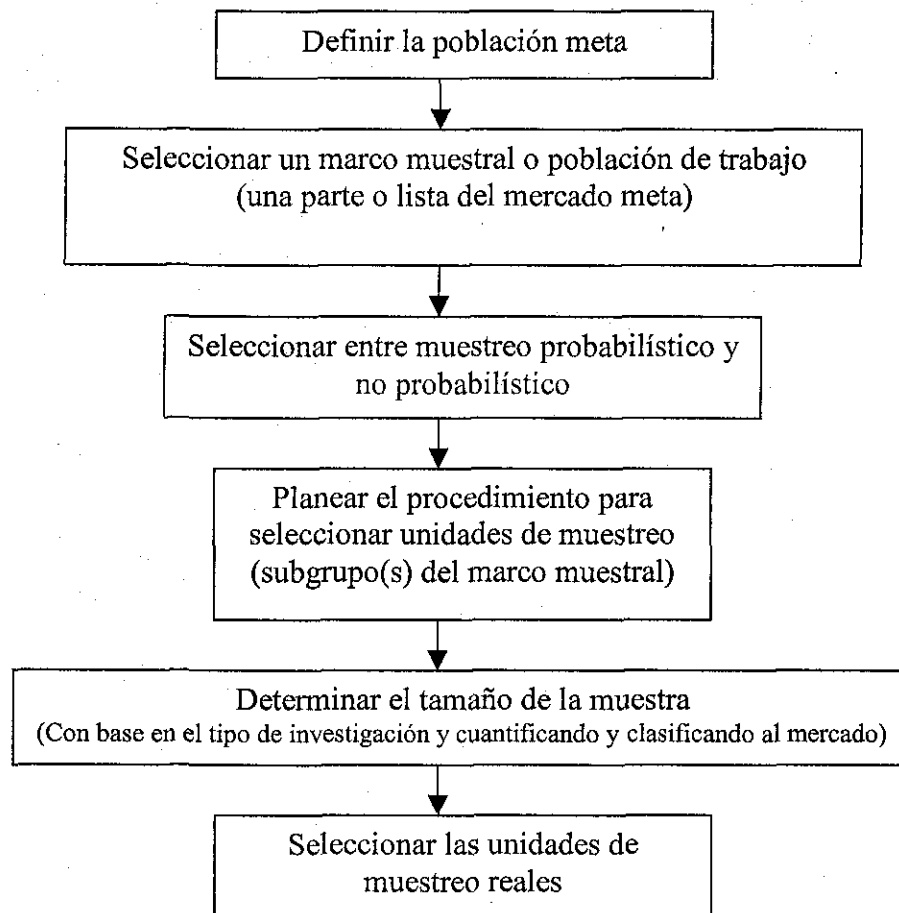 Definir la población meta
Seleccionar un marco muestral o población de trabajo
(una parte o lista del mercado meta)
Seleccionar entre muestreo probabilístico y
no probabilístico
Planear el procedimiento para
seleccionar unidades de muestreo
(subgrupo(s) del marco muestral)
Determinar el tamaño de la muestra
(Con base en el tipo de investigación y cuantificando y clasificando al mercado)
Seleccionar las unidades de
muestreo reales